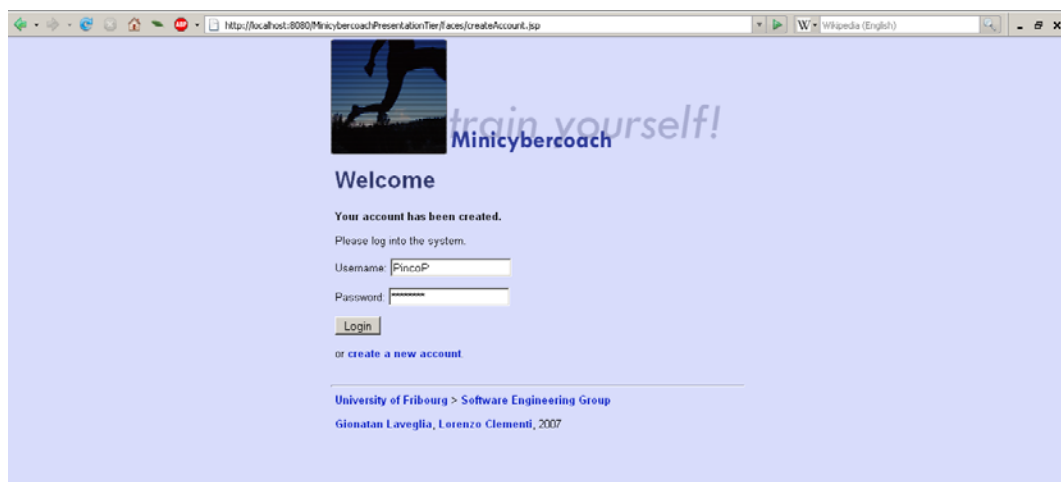 http://localhost:8080/MinicybercoachPresentationTier/faces/createAccount.jsp
W
Wikipedia (English)
ABP
train yourself!
Minicybercoach
Welcome
Your account has been created.
Please log into the system.
Username: PincoP
Password: ********
Login
or create a new account
University of Fribourg > Software Engineering Group
Gionatan Laveglia, Lorenzo Clementi, 2007